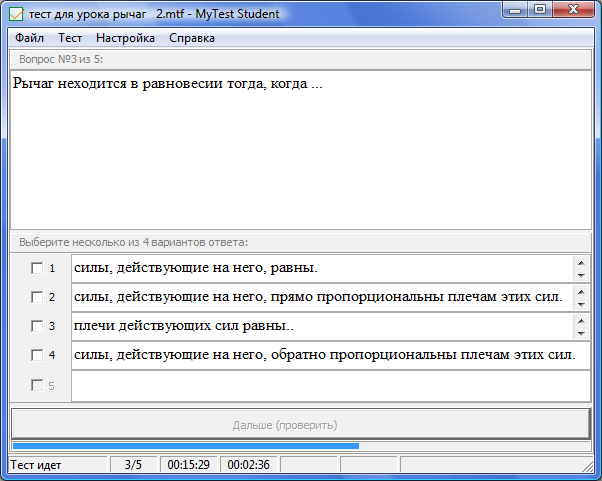 тест для урока рычаг 2.mtf - MyTest Student
Файл Тест Настройка Справка
Вопрос №3 из 5:
Рычаг неходится в равновесии тогда, когда ...
Выберите несколько из 4 вариантов ответа:
1 силы, действующие на него, равны.
2 силы, действующие на него, прямо пропорциональны плечам этих сил.
3 плечи действующих сил равны..
4 силы, действующие на него, обратно пропорциональны плечам этих сил.
5
Дальше (проверить)
Тест идет 3/5 00:15:29 00:02:36